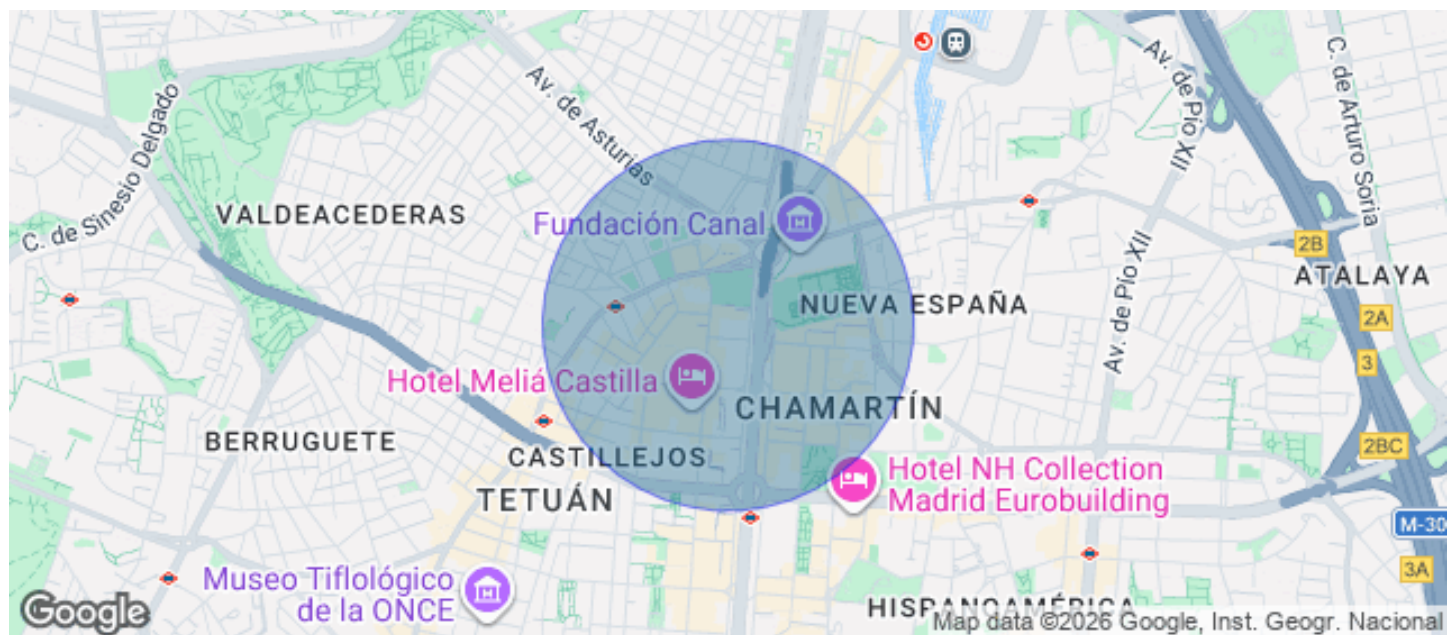 Av. de Asturias
Av. de Pío XII
C. de Arturo Soria
C. de Sinesio Delgado
VALDEACEDERAS
Fundación Canal
2B
ATALAYA
NUEVA ESPAÑA
Av. de Pío XII
2A
3
Hotel Meliá Castilla
CHAMARTÍN
BERRUGUETE
CASTILLEJOS
2BC
TETUÁN
Hotel NH Collection
Madrid Eurobuilding
M-30
3A
Museo Tiflológico
de la ONCE
HISPANOAMÉRICA
Google
Map data ©2026 Google, Inst. Geogr. Nacional